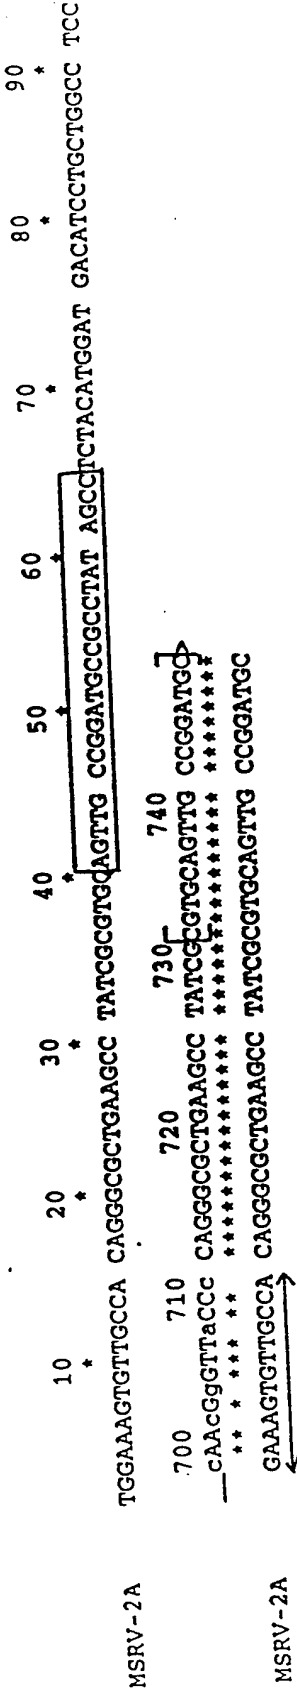 10 20 30 40 50 60 70 80 90
* * * * * * * * *
MSRV-2A TGGAAAGTGTTGCCA CAGGGCGCTGAAGCC TATCGCGTGCAGTTG CCGGATGCCGCCTAT AGCCTCTACATGGAT GACATCCTGCTGGCC TCC
700 710 720 730 740
cAAcGgGTTaCCc CAGGGCGCTGAAGCC TATCGCGTGCAGTTG CCGGATGC
** * *** ** *************** *************** ********
MSRV-2A GAAAGTGTTGCCA CAGGGCGCTGAAGCC TATCGCGTGCAGTTG CCGGATGC